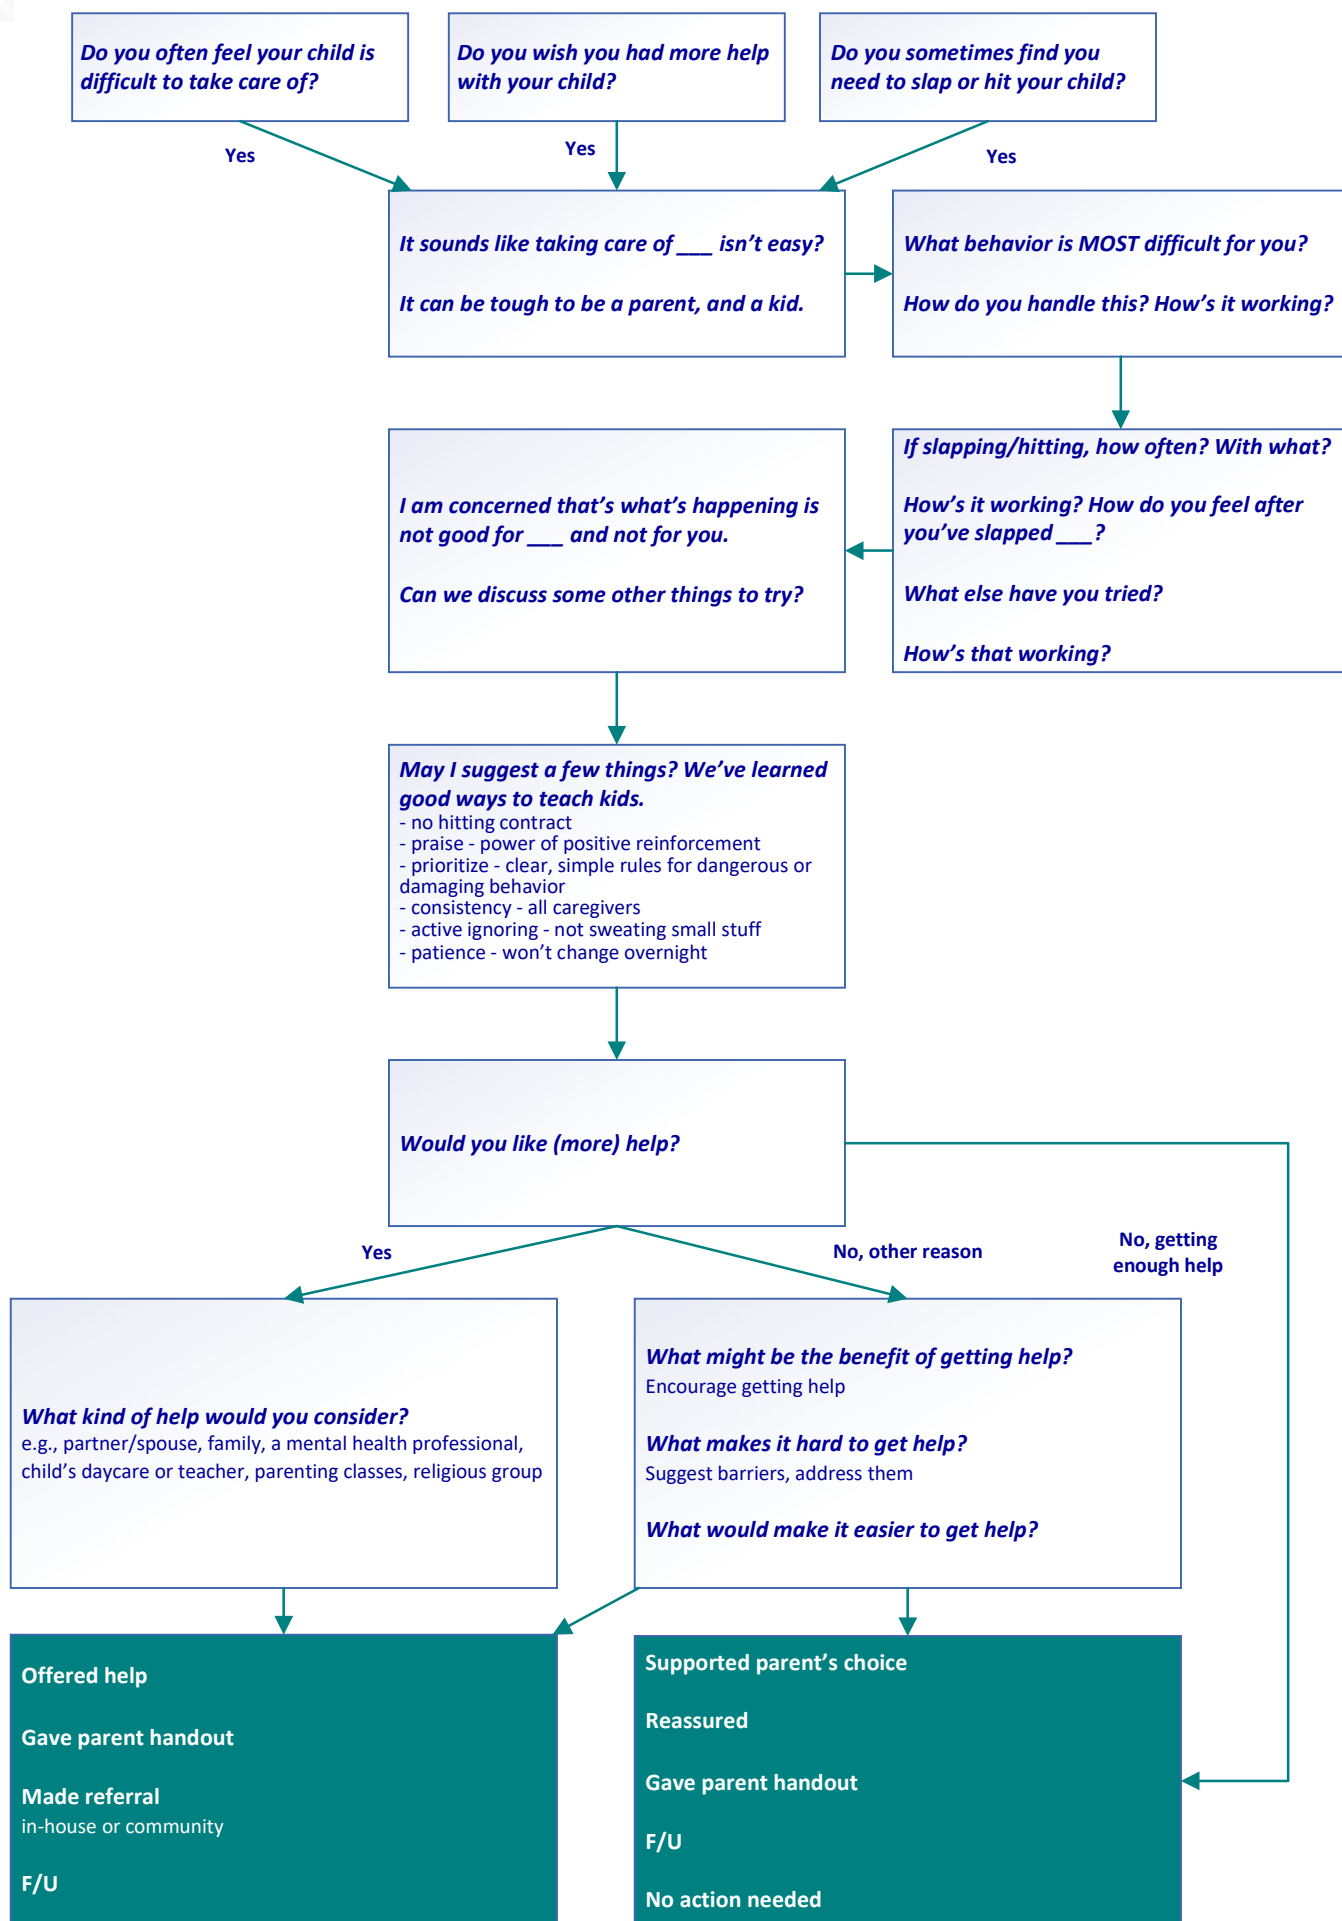 Do you often feel your child is
difficult to take care of?
Do you wish you had more help
with your child?
Do you sometimes find you
need to slap or hit your child?
Yes
Yes
Yes
It sounds like taking care of ___ isn't easy?
It can be tough to be a parent, and a kid.
What behavior is MOST difficult for you?
How do you handle this? How's it working?
If slapping/hitting, how often? With what?
How's it working? How do you feel after
you've slapped ___?
What else have you tried?
How's that working?
I am concerned that's what's happening is
not good for ___ and not for you.
Can we discuss some other things to try?
May I suggest a few things? We've learned
good ways to teach kids.
- no hitting contract
- praise - power of positive reinforcement
- prioritize - clear, simple rules for dangerous or
damaging behavior
- consistency - all caregivers
- active ignoring - not sweating small stuff
- patience - won't change overnight
Would you like (more) help?
Yes
No, other reason
No, getting
enough help
What kind of help would you consider?
e.g., partner/spouse, family, a mental health professional,
child's daycare or teacher, parenting classes, religious group
What might be the benefit of getting help?
Encourage getting help
What makes it hard to get help?
Suggest barriers, address them
What would make it easier to get help?
Offered help
Gave parent handout
Made referral
in-house or community
F/U
Supported parent's choice
Reassured
Gave parent handout
F/U
No action needed